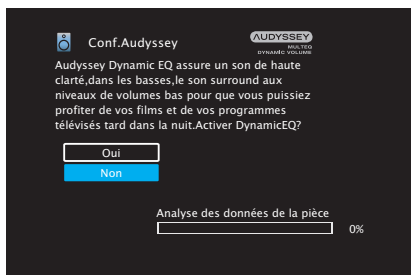 Conf.Audyssey
AUDYSSEY
MULTEQ
DYNAMIC VOLUME
Audyssey Dynamic EQ assure un son de haute
clarté,dans les basses,le son surround aux
niveaux de volumes bas pour que vous puissiez
profiter de vos films et de vos programmes
télévisés tard dans la nuit.Activer DynamicEQ?
Oui
Non
Analyse des données de la pièce
0%